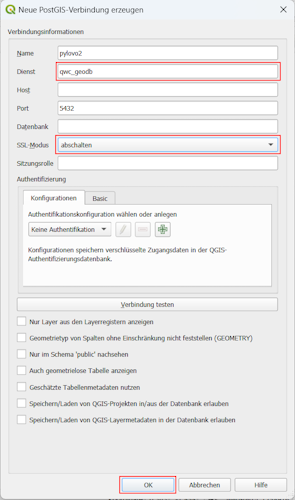 Neue PostGIS-Verbindung erzeugen
Verbindungsinformationen
Name pylovo2
Dienst qwc_geodb
Host
Port 5432
Datenbank
SSL-Modus abschalten
Sitzungsrolle
Authentifizierung
Konfigurationen Basic
Authentifikationskonfiguration wählen oder anlegen
Keine Authentifikation
Konfigurationen speichern verschlüsselte Zugangsdaten in der QGIS-
Authentifizierungsdatenbank.
Verbindung testen
Nur Layer aus den Layerregistern anzeigen
Geometrietyp von Spalten ohne Einschränkung nicht feststellen (GEOMETRY)
Nur im Schema 'public' nachsehen
Auch geometrielose Tabelle anzeigen
Geschätzte Tabellenmetadaten nutzen
Speichern/Laden von QGIS-Projekten in/aus der Datenbank erlauben
Speichern/Laden von QGIS-Layermetadaten in der Datenbank erlauben
OK Abbrechen Hilfe